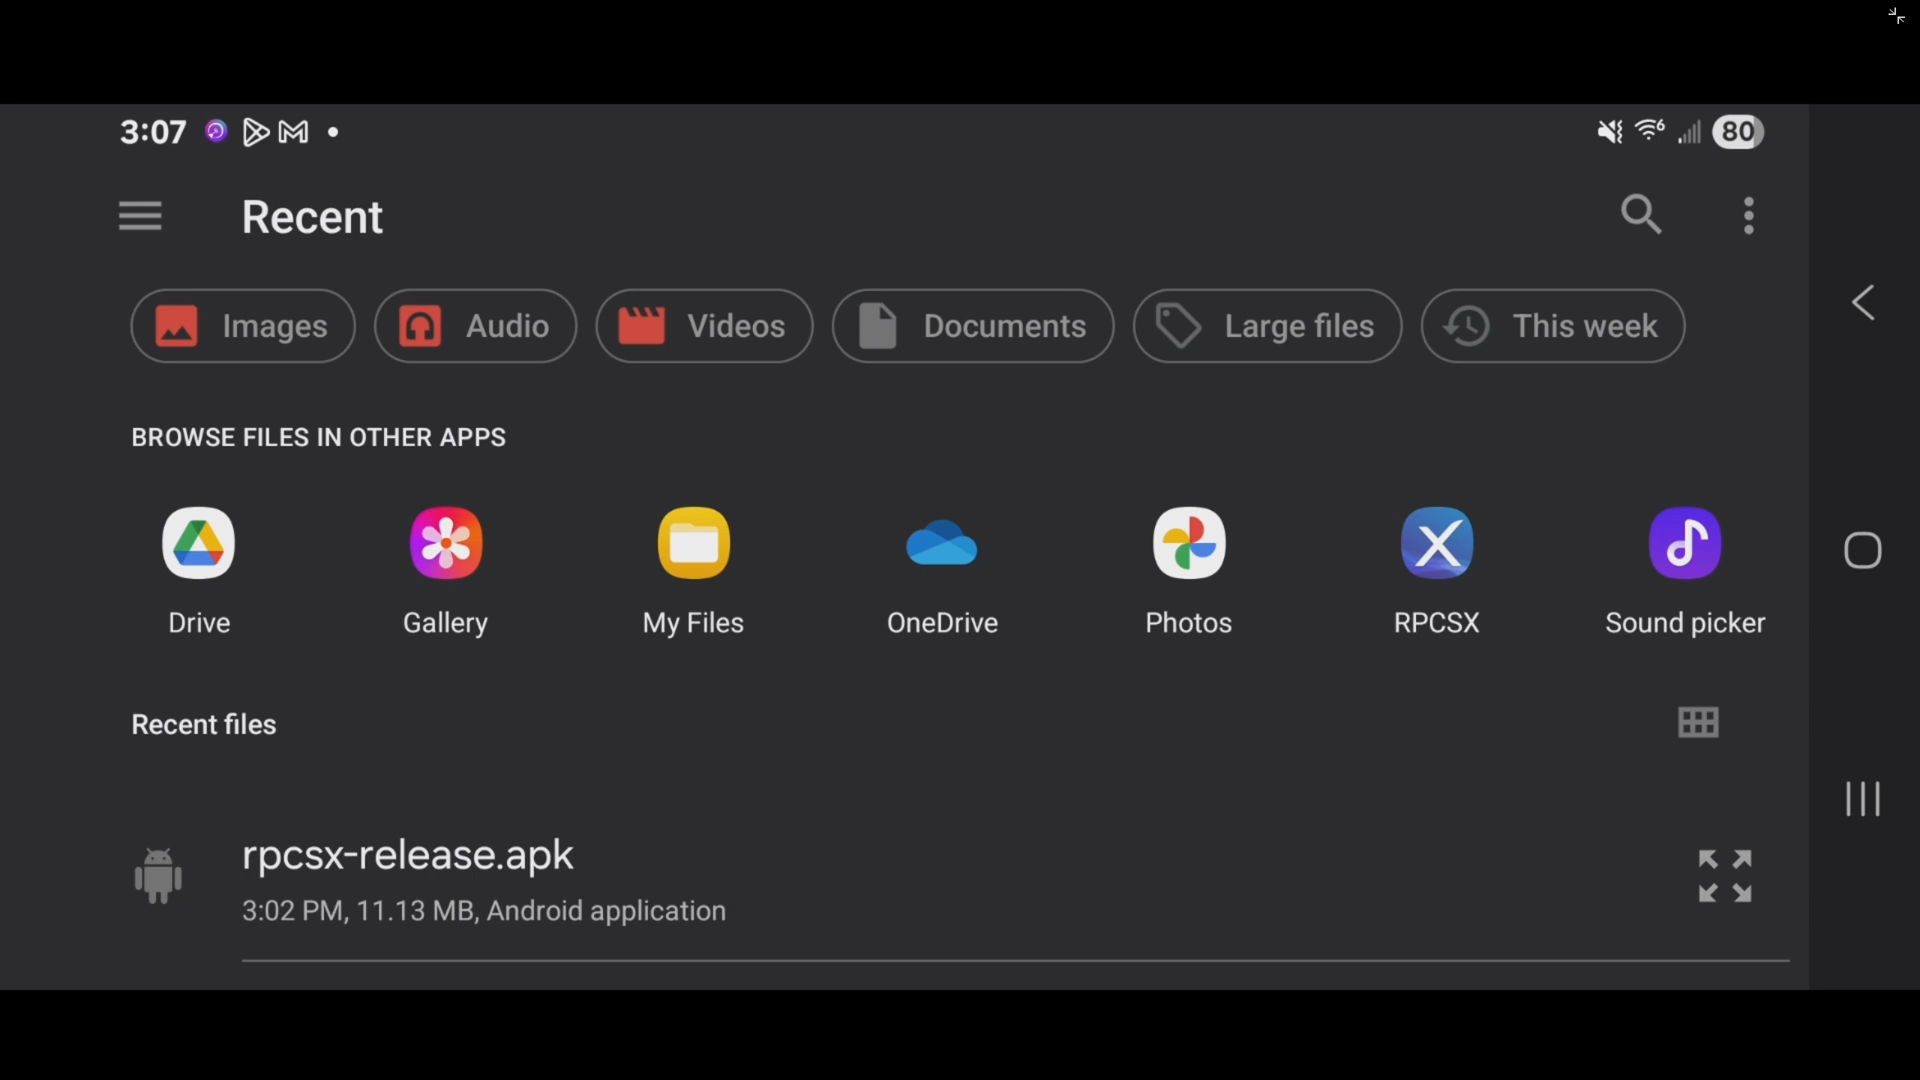 3:07
6
80
Recent
Images
Audio
Videos
Documents
Large files
This week
BROWSE FILES IN OTHER APPS
Drive
Gallery
My Files
OneDrive
Photos
RPCSX
Sound picker
Recent files
rpcsx-release.apk
3:02 PM, 11.13 MB, Android application